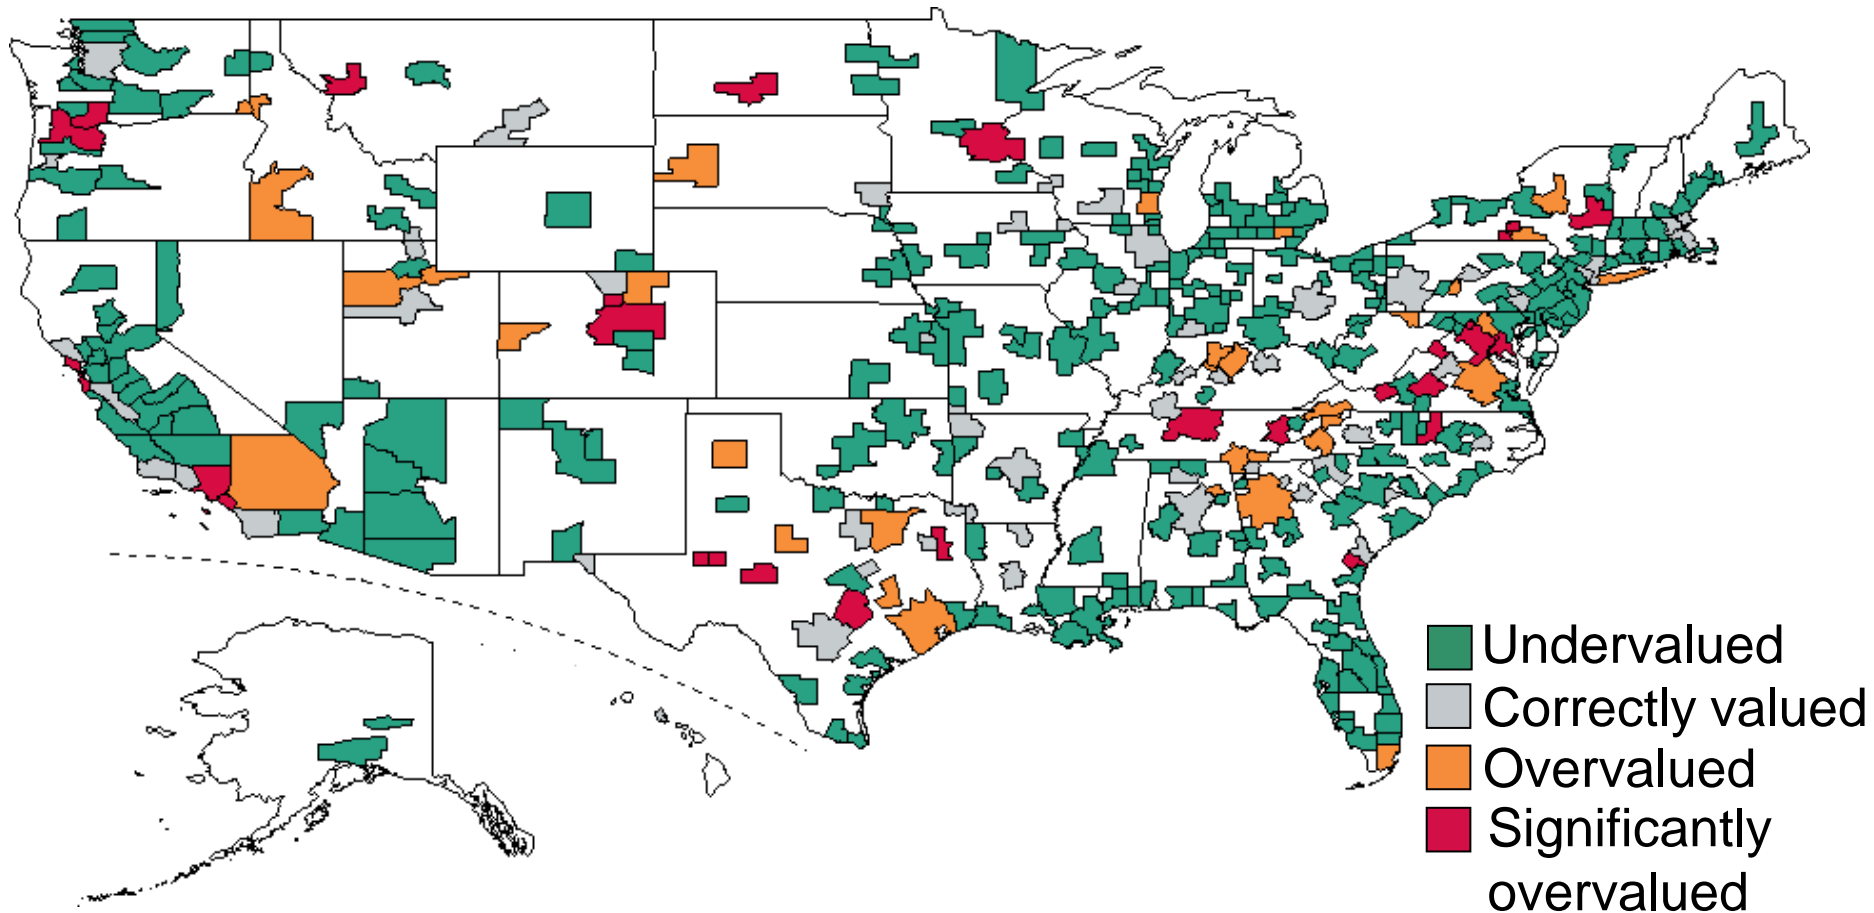 Undervalued
Correctly valued
Overvalued
Significantly
overvalued